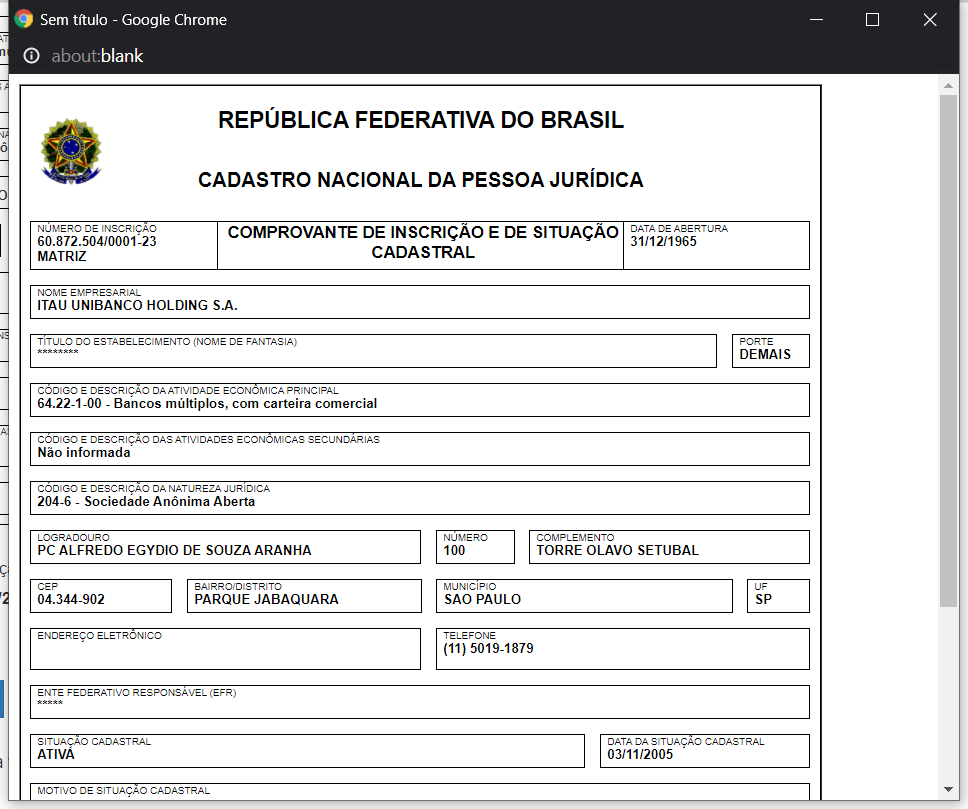 Sem título - Google Chrome
about:blank
REPÚBLICA FEDERATIVA DO BRASIL
CADASTRO NACIONAL DA PESSOA JURÍDICA
NÚMERO DE INSCRIÇÃO
60.872.504/0001-23
MATRIZ
COMPROVANTE DE INSCRIÇÃO E DE SITUAÇÃO
CADASTRAL
DATA DE ABERTURA
31/12/1965
NOME EMPRESARIAL
ITAU UNIBANCO HOLDING S.A.
TÍTULO DO ESTABELECIMENTO (NOME DE FANTASIA)
********
PORTE
DEMAIS
CÓDIGO E DESCRIÇÃO DA ATIVIDADE ECONÔMICA PRINCIPAL
64.22-1-00 - Bancos múltiplos, com carteira comercial
CÓDIGO E DESCRIÇÃO DAS ATIVIDADES ECONÔMICAS SECUNDÁRIAS
Não informada
CÓDIGO E DESCRIÇÃO DA NATUREZA JURÍDICA
204-6 - Sociedade Anônima Aberta
LOGRADOURO
PC ALFREDO EGYDIO DE SOUZA ARANHA
NÚMERO
100
COMPLEMENTO
TORRE OLAVO SETUBAL
CEP
04.344-902
BAIRRO/DISTRITO
PARQUE JABAQUARA
MUNICÍPIO
SAO PAULO
UF
SP
ENDEREÇO ELETRÔNICO
TELEFONE
(11) 5019-1879
ENTE FEDERATIVO RESPONSÁVEL (EFR)
*****
SITUAÇÃO CADASTRAL
ATIVA
DATA DA SITUAÇÃO CADASTRAL
03/11/2005
MOTIVO DE SITUAÇÃO CADASTRAL